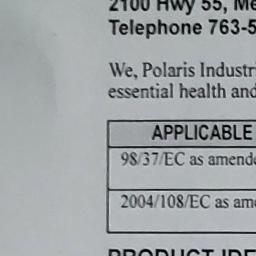 2100 Hwy 55, Me
Telephone 763-5
We, Polaris Industri
essential health and
APPLICABLE
98/37/EC as amende
2004/108/EC as ame
PRODUCT IDE